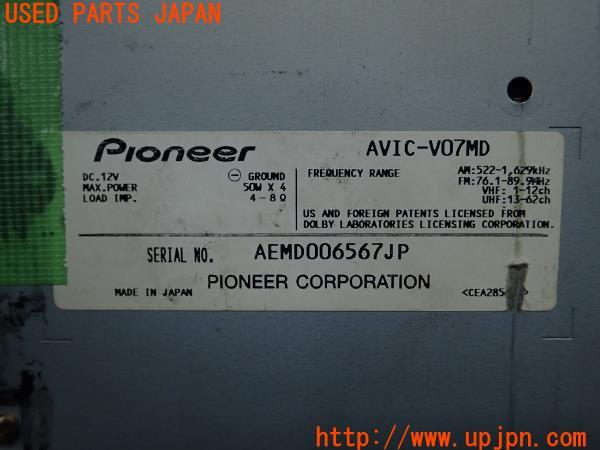 USED PARTS JAPAN
Pioneer AVIC-V07MD
DC.12V ⊖ GROUND
MAX.POWER 50W X 4
LOAD IMP. 4-8Ω
FREQUENCY RANGE AM:522-1,629kHz
FM:76.1-89.9MHz
VHF: 1-12ch
UHF:13-62ch
US AND FOREIGN PATENTS LICENSED FROM
DOLBY LABORATORIES LICENSING CORPORATION.
SERIAL NO. AEMD006567JP
PIONEER CORPORATION
MADE IN JAPAN
http://www.upjpn.com/